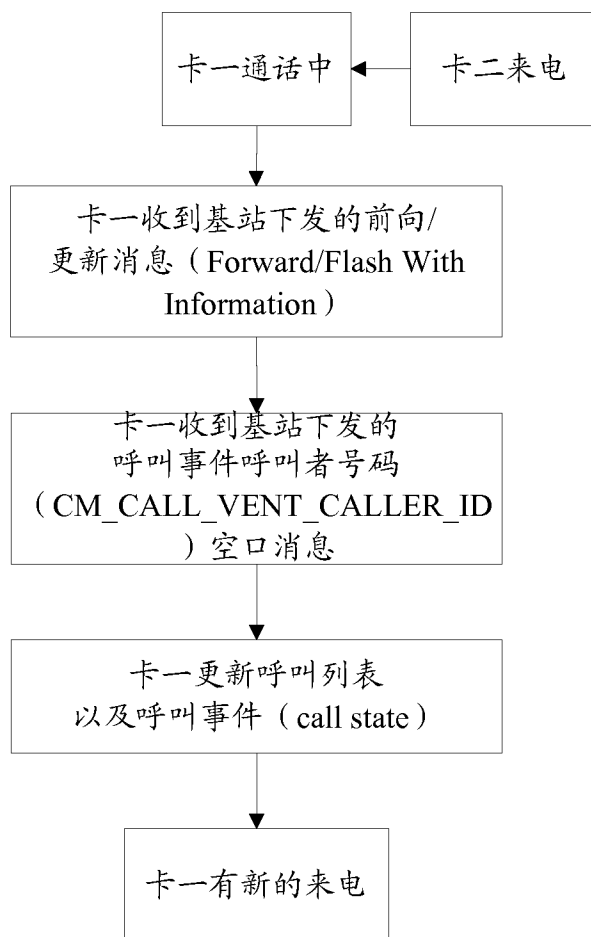 卡一通话中
卡二来电
卡一收到基站下发的前向/
更新消息（Forward/Flash With
Information）
卡一收到基站下发的
呼叫事件呼叫者号码
（CM_CALL_VENT_CALLER_ID
）空口消息
卡一更新呼叫列表
以及呼叫事件（call state）
卡一有新的来电